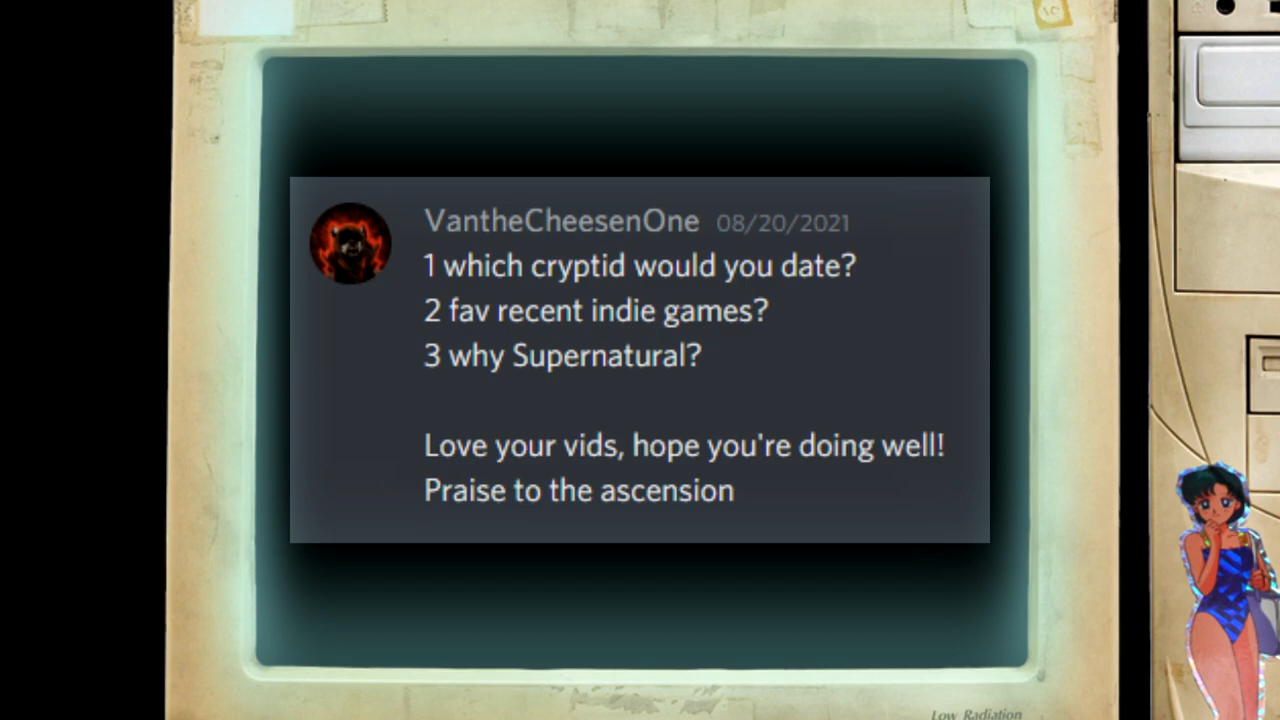 VantheCheesenOne 08/20/2021
1 which cryptid would you date?
2 fav recent indie games?
3 why Supernatural?
Love your vids, hope you're doing well!
Praise to the ascension
Low Radiation